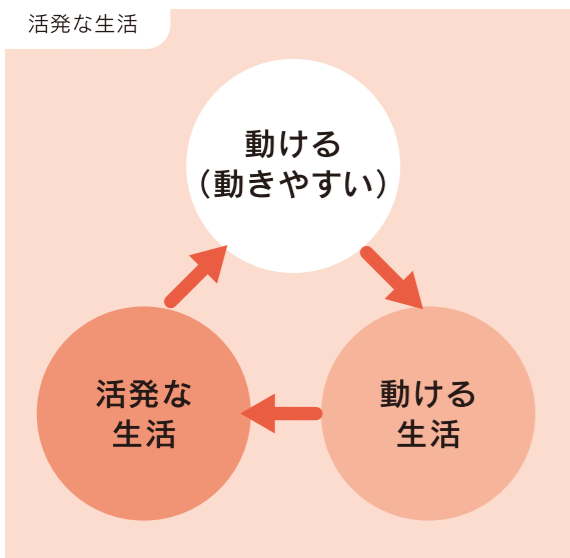 活発な生活
動ける
（動きやすい）
動ける
生活
活発な
生活